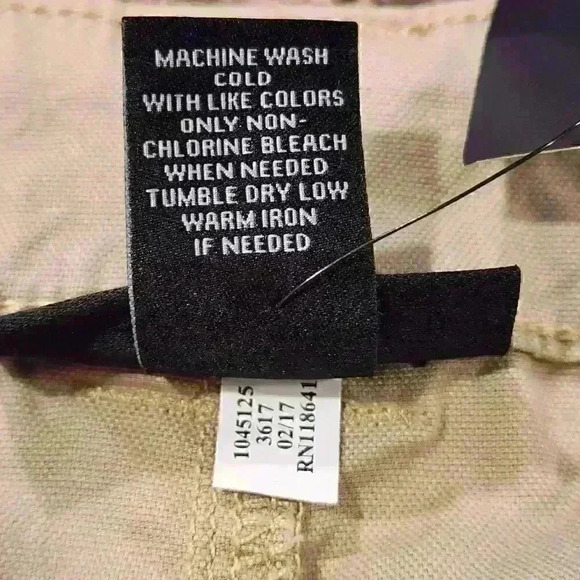 MACHINE WASH
COLD
WITH LIKE COLORS
ONLY NON-
CHLORINE BLEACH
WHEN NEEDED
TUMBLE DRY LOW
WARM IRON
IF NEEDED
1045125
3617
02/17
RN118641